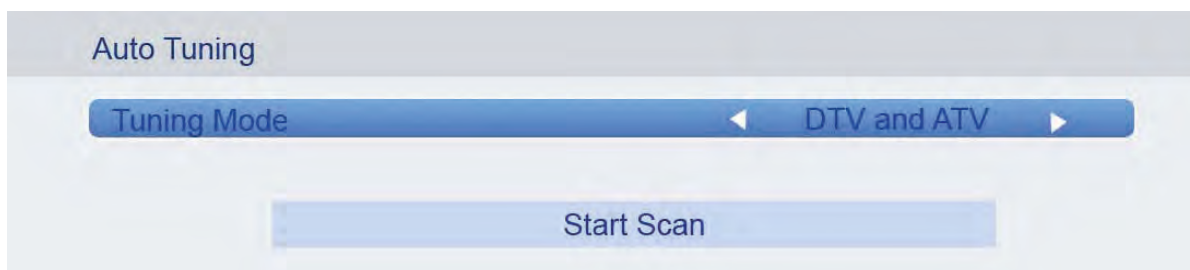 Auto Tuning
Tuning Mode DTV and ATV
Start Scan